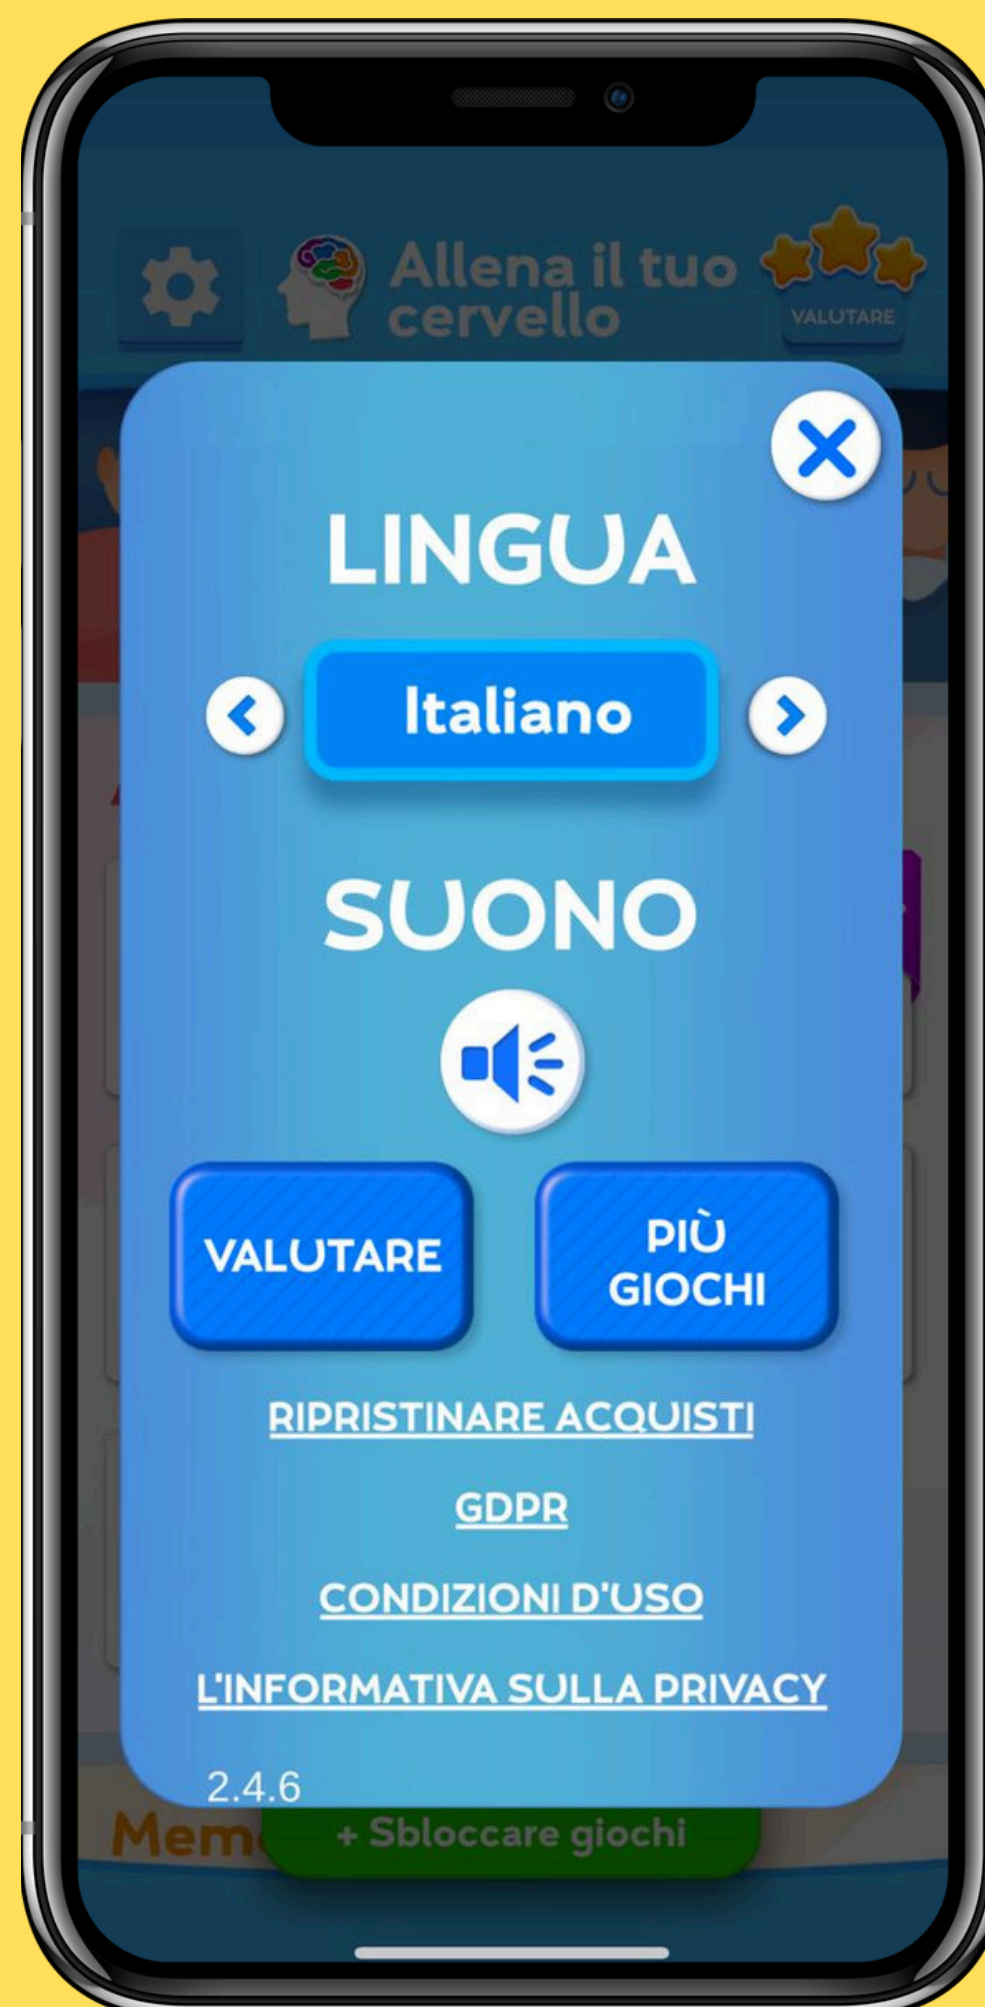 Allena il tuo
cervello
VALUTARE
LINGUA
Italiano
SUONO
VALUTARE
PIÙ
GIOCHI
RIPRISTINARE ACQUISTI
GDPR
CONDIZIONI D'USO
L'INFORMATIVA SULLA PRIVACY
2.4.6
+ Sbloccare giochi